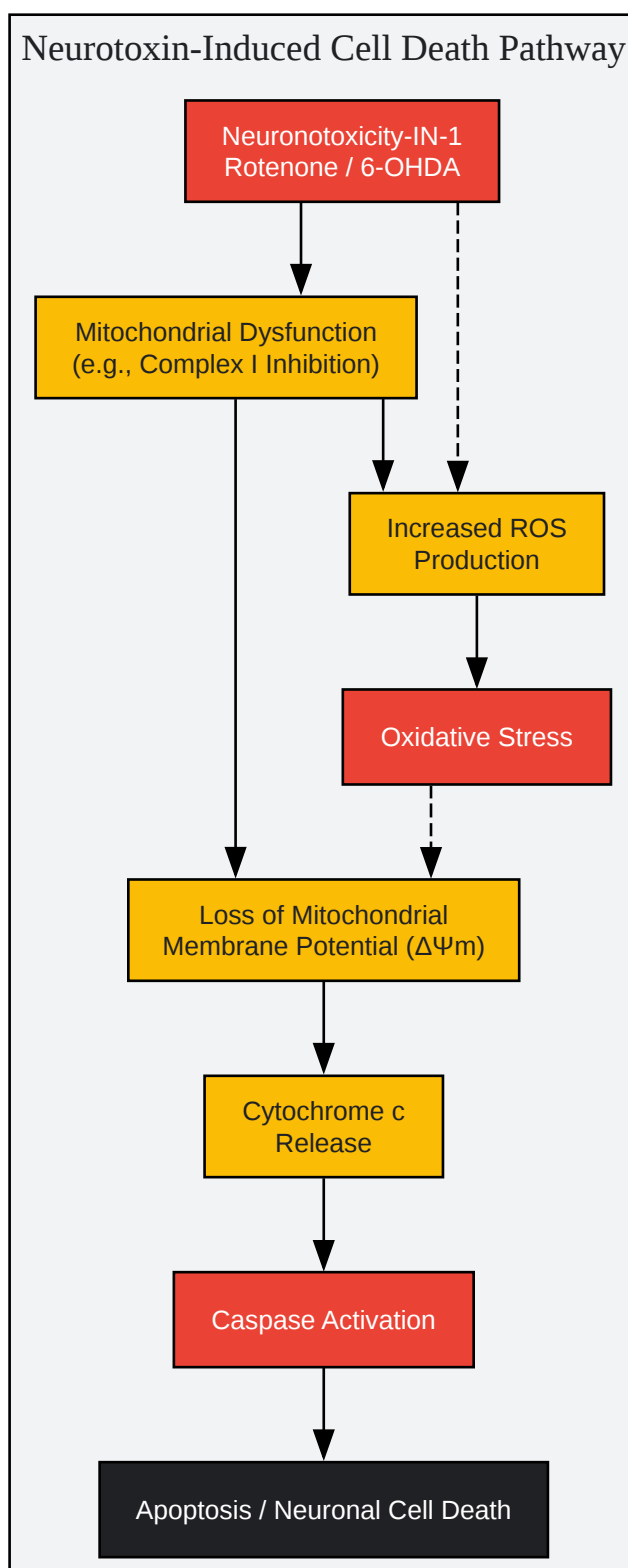 Neurotoxin-Induced Cell Death Pathway
Neuronotoxicity-IN-1
Rotenone / 6-OHDA
Mitochondrial Dysfunction
(e.g., Complex I Inhibition)
Increased ROS
Production
Oxidative Stress
Loss of Mitochondrial
Membrane Potential (ΔΨm)
Cytochrome c
Release
Caspase Activation
Apoptosis / Neuronal Cell Death